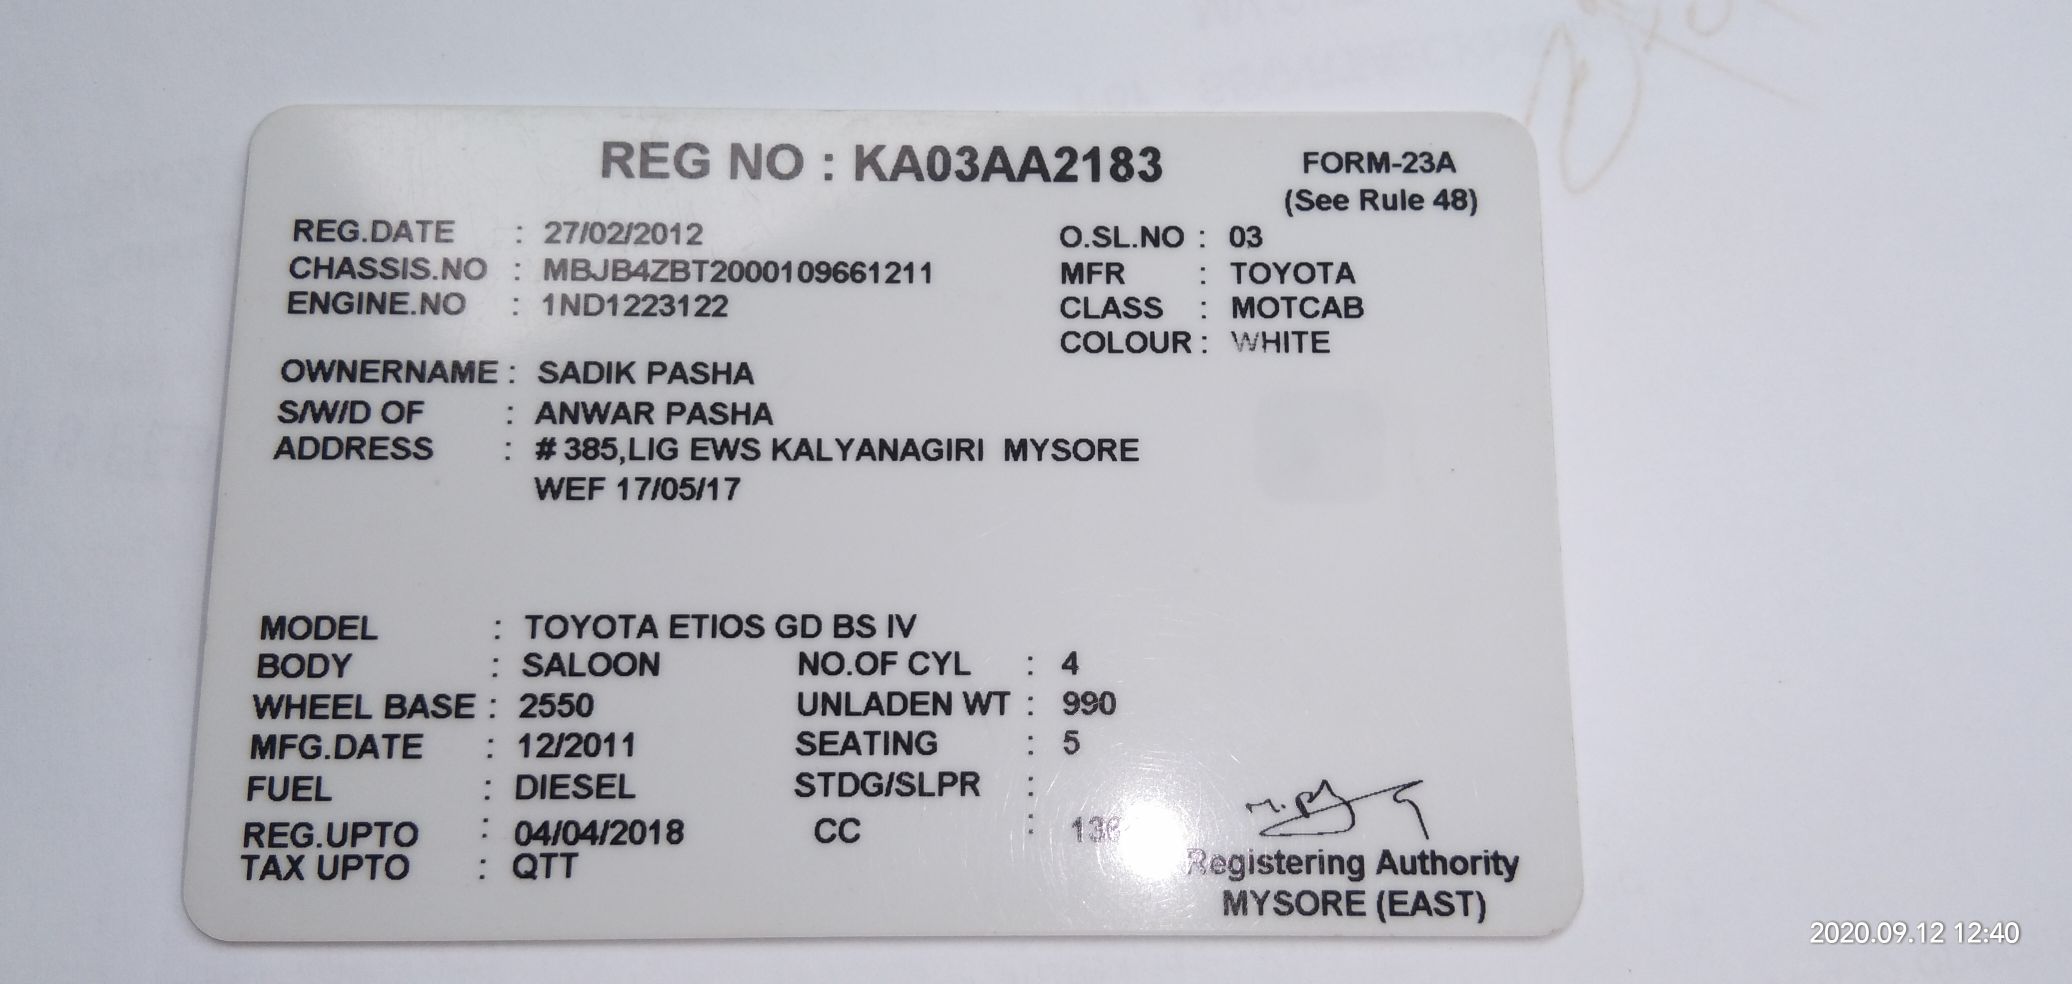 REG NO : KA03AA2183
FORM-23A
(See Rule 48)
REG.DATE : 27/02/2012
CHASSIS.NO : MBJB4ZBT2000109661211
ENGINE.NO : 1ND1223122
O.SL.NO : 03
MFR : TOYOTA
CLASS : MOTCAB
COLOUR : WHITE
OWNERNAME : SADIK PASHA
S/W/D OF : ANWAR PASHA
ADDRESS : # 385,LIG EWS KALYANAGIRI MYSORE
WEF 17/05/17
MODEL : TOYOTA ETIOS GD BS IV
BODY : SALOON NO.OF CYL : 4
WHEEL BASE : 2550 UNLADEN WT : 990
MFG.DATE : 12/2011 SEATING : 5
FUEL : DIESEL STDG/SLPR :
REG.UPTO : 04/04/2018 CC :
TAX UPTO : QTT
Registering Authority
MYSORE (EAST)
2020.09.12 12:40